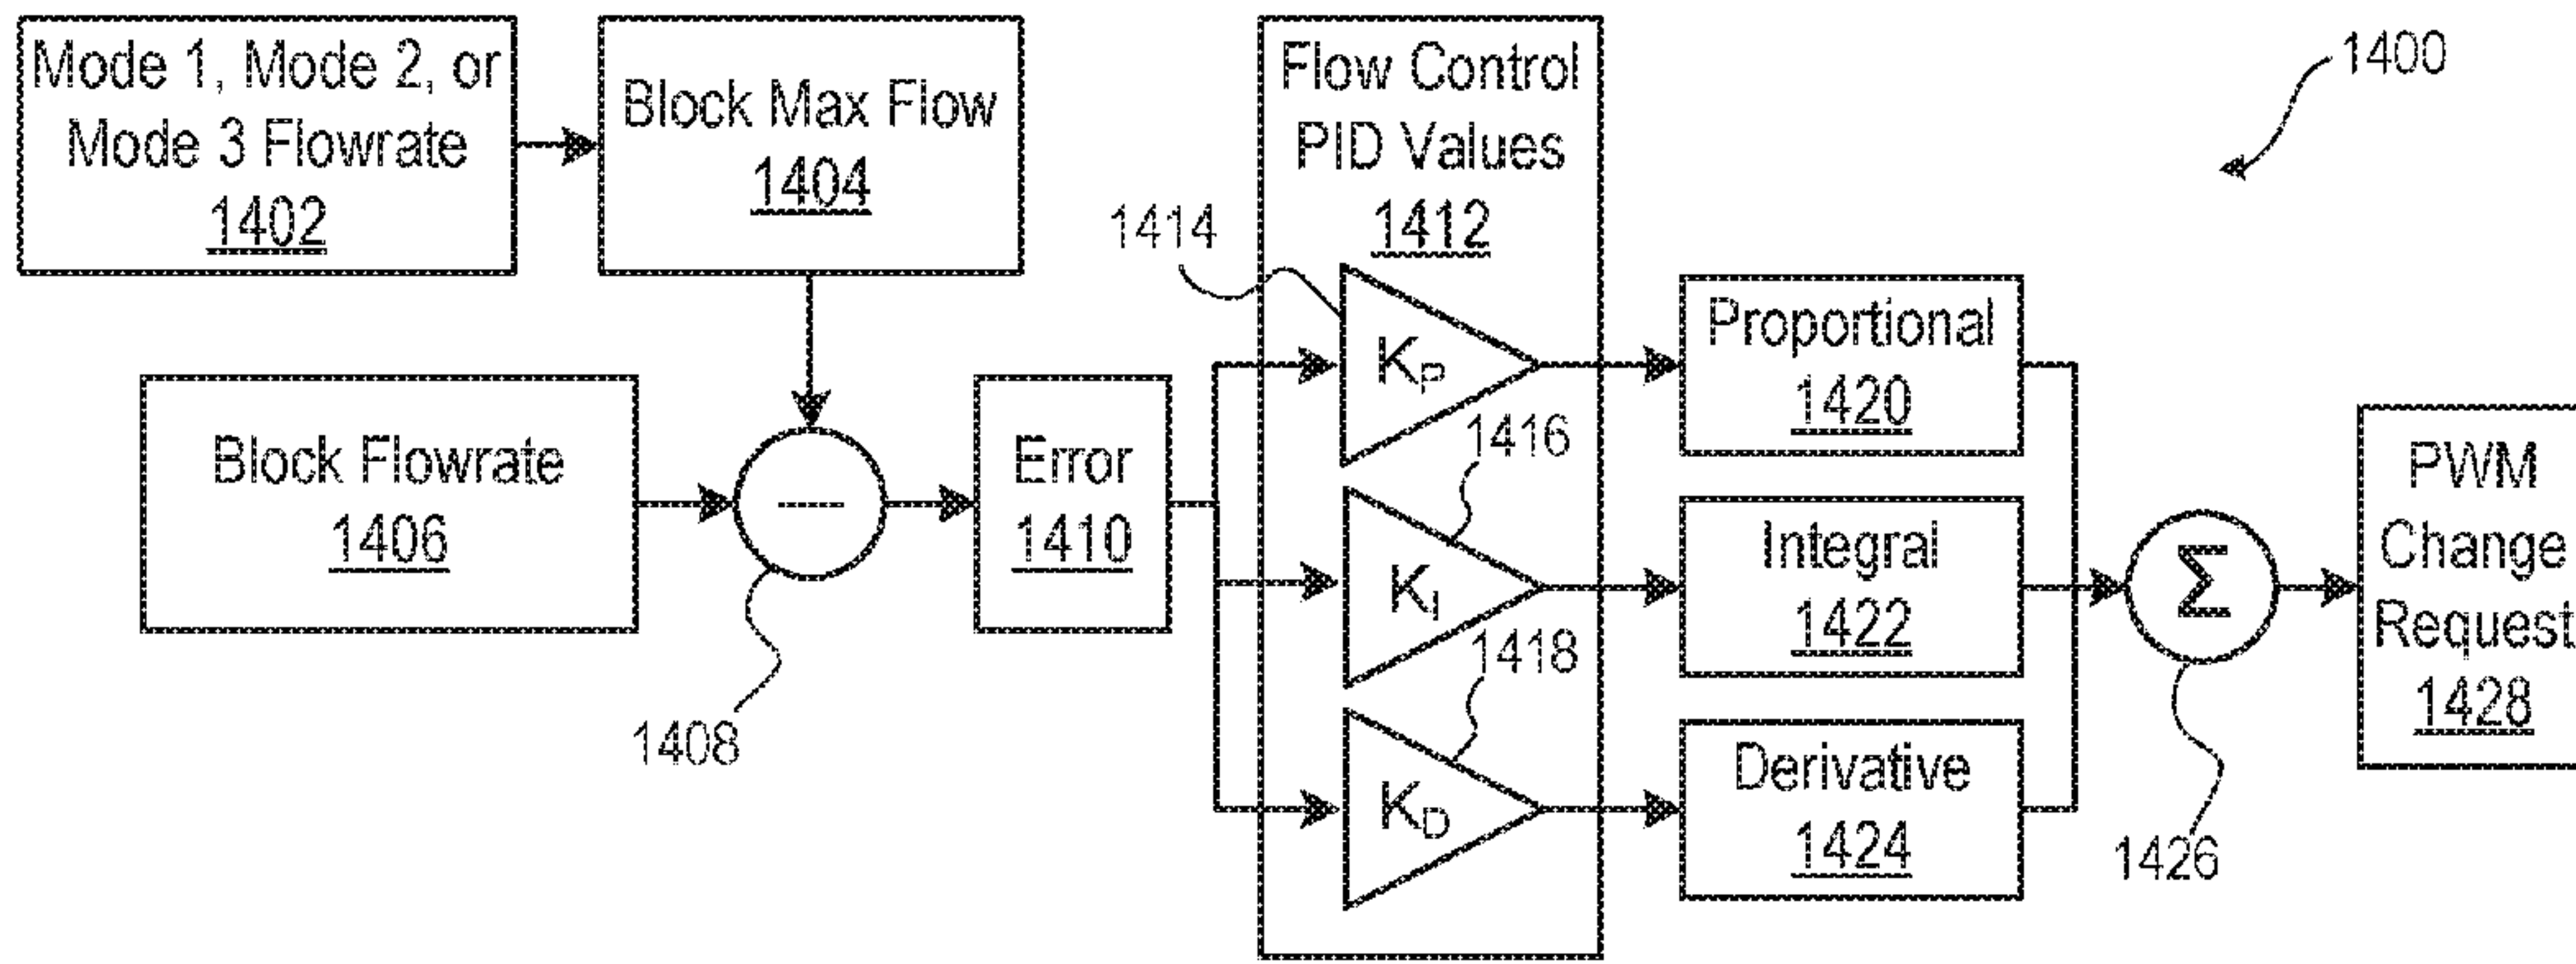 Mode 1, Mode 2, or
Mode 3 Flowrate
1402
Block Max Flow
1404
Flow Control
PID Values
1412
1400
1414
Block Flowrate
1406
1408
Error
1410
KP
1416
KI
1418
KD
Proportional
1420
Integral
1422
Derivative
1424
Σ
1426
PWM
Change
Request
1428